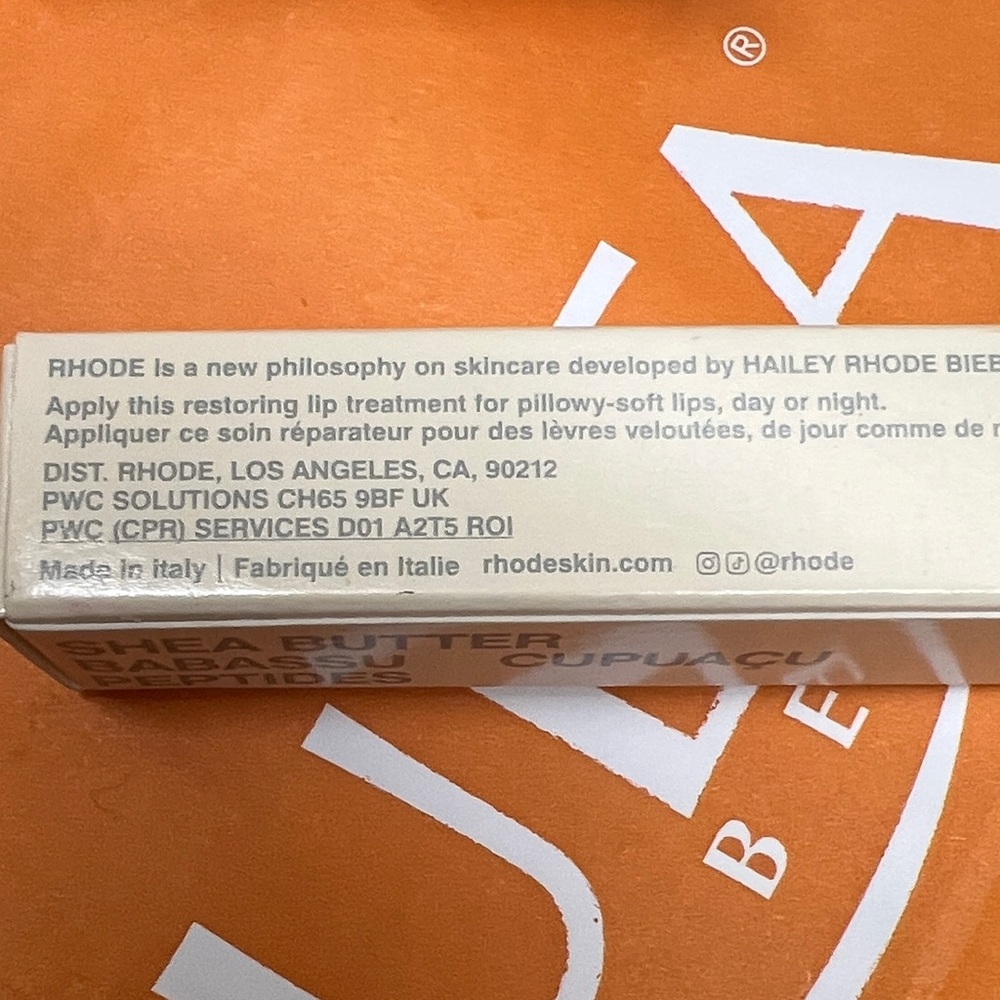 ®
RHODE is a new philosophy on skincare developed by HAILEY RHODE
Apply this restoring lip treatment for pillowy-soft lips, day or night.
Appliquer ce soin réparateur pour des lèvres veloutées, de jour comme de
DIST. RHODE, LOS ANGELES, CA, 90212
PWC SOLUTIONS CH65 9BF UK
PWC (CPR) SERVICES D01 A2T5 ROI
Made in italy | Fabriqué en Italie rhodeskin.com @rhode
SHEA BUTTER
BABASSU CUPUAÇU
PEPTIDES